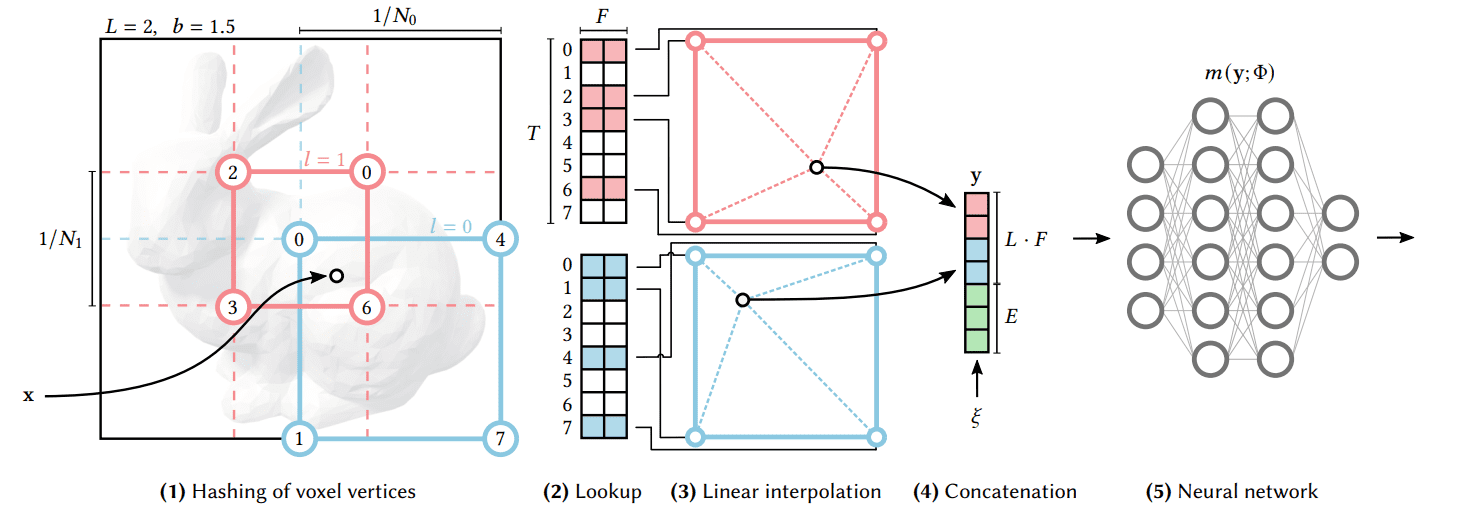 L = 2, b = 1.5
1/N₀
l = 1
2
0
1/N₁
l = 0
0
4
3
6
x
1
7
F
T
0
1
2
3
4
5
6
7
0
1
2
3
4
5
6
7
y
L · F
E
ξ
m(y; Φ)
(1) Hashing of voxel vertices
(2) Lookup
(3) Linear interpolation
(4) Concatenation
(5) Neural network